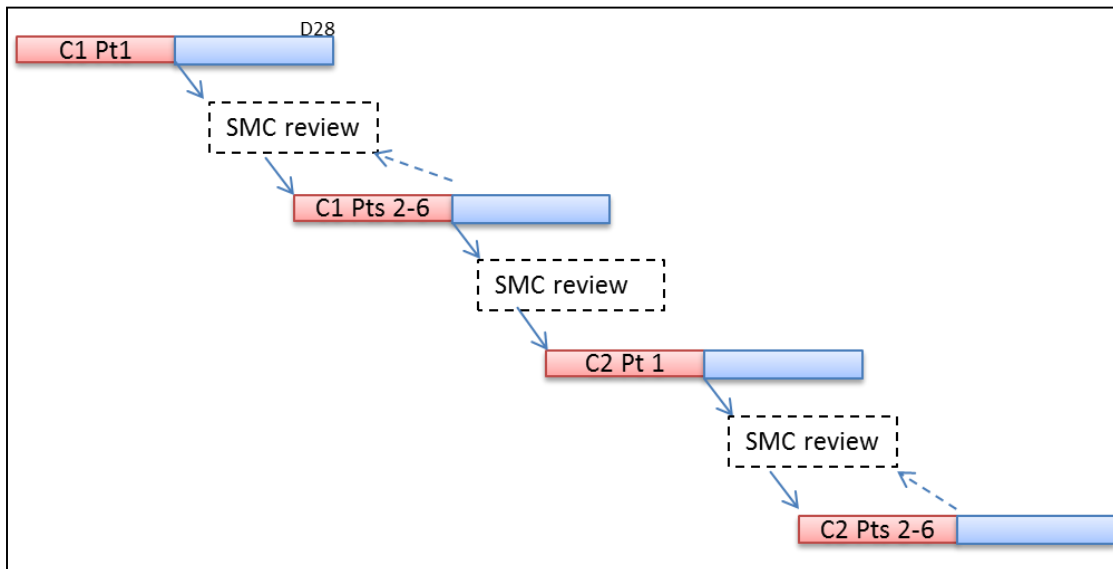 D28
C1 Pt1
SMC review
C1 Pts 2-6
SMC review
C2 Pt 1
SMC review
C2 Pts 2-6